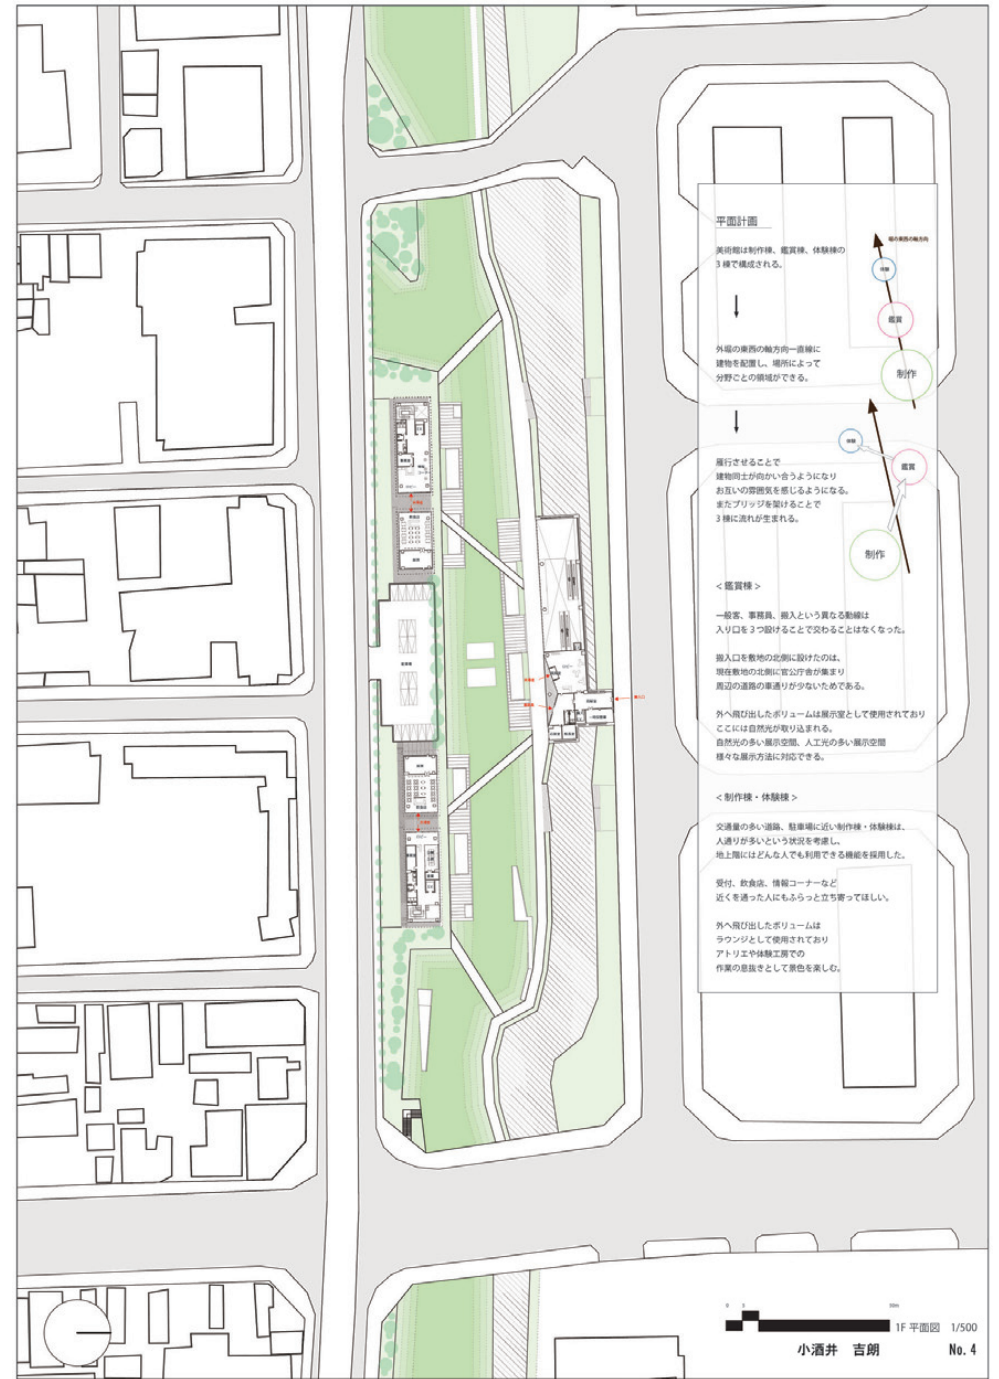 平面計画
美術館は制作棟、鑑賞棟、体験棟の
3 棟で構成される。
外堀の東西の軸方向一直線に
建物を配置し、場所によって
分野ごとの領域ができる。
雁行させることで
建物同士が向かい合うようになり
お互いの雰囲気を感じるようになる。
またブリッジを架けることで
3 棟に流れが生まれる。
堀の東西の軸方向
体験
鑑賞
制作
体験
鑑賞
制作
＜ 鑑賞棟 ＞
一般客、事務員、搬入という異なる動線は
入り口を 3 つ設けることで交わることはなくなった。
搬入口を敷地の北側に設けたのは、
現在敷地の北側に官公庁舎が集まり
周辺の道路の車通りが少ないためである。
外へ飛び出したボリュームは展示室として使用されており
ここには自然光が取り込まれる。
自然光の多い展示空間、人工光の多い展示空間
様々な展示方法に対応できる。
＜ 制作棟・体験棟 ＞
交通量の多い道路、駐車場に近い制作棟・体験棟は、
人通りが多いという状況を考慮し、
地上階にはどんな人でも利用できる機能を採用した。
受付、飲食店、情報コーナーなど
近くを通った人にもふらっと立ち寄ってほしい。
外へ飛び出したボリュームは
ラウンジとして使用されており
アトリエや体験工房での
作業の息抜きとして景色を楽しむ。
1F 平面図 1/500
小酒井 吉朗 No. 4